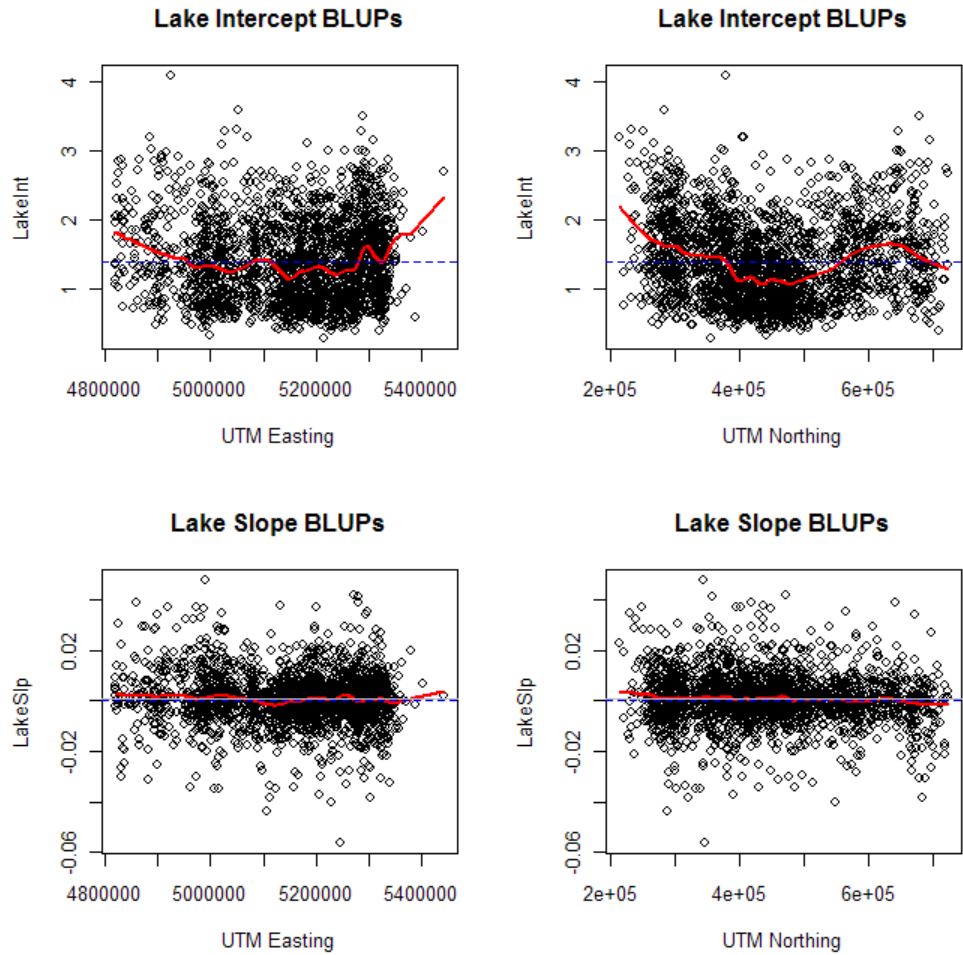 Lake Intercept BLUPs
LakeInt
4
3
2
1
4800000 5000000 5200000 5400000
UTM Easting
Lake Intercept BLUPs
LakeInt
4
3
2
1
2e+05 4e+05 6e+05
UTM Northing
Lake Slope BLUPs
LakeSlp
0.02
-0.02
-0.06
4800000 5000000 5200000 5400000
UTM Easting
Lake Slope BLUPs
LakeSlp
0.02
-0.02
-0.06
2e+05 4e+05 6e+05
UTM Northing